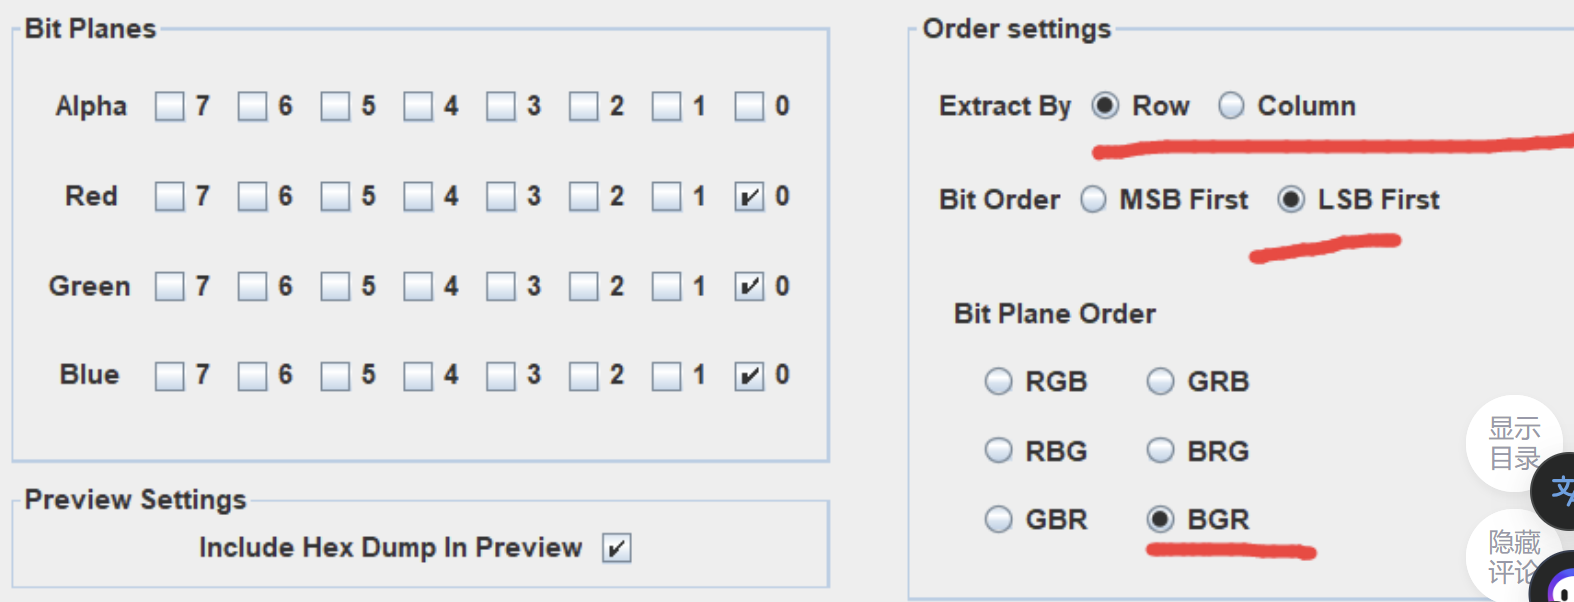 Bit Planes
Alpha 7 6 5 4 3 2 1 0
Red 7 6 5 4 3 2 1 0
Green 7 6 5 4 3 2 1 0
Blue 7 6 5 4 3 2 1 0
Preview Settings
Include Hex Dump In Preview
Order settings
Extract By Row Column
Bit Order MSB First LSB First
Bit Plane Order
RGB GRB
RBG BRG
GBR BGR
显示
目录
隐藏
评论